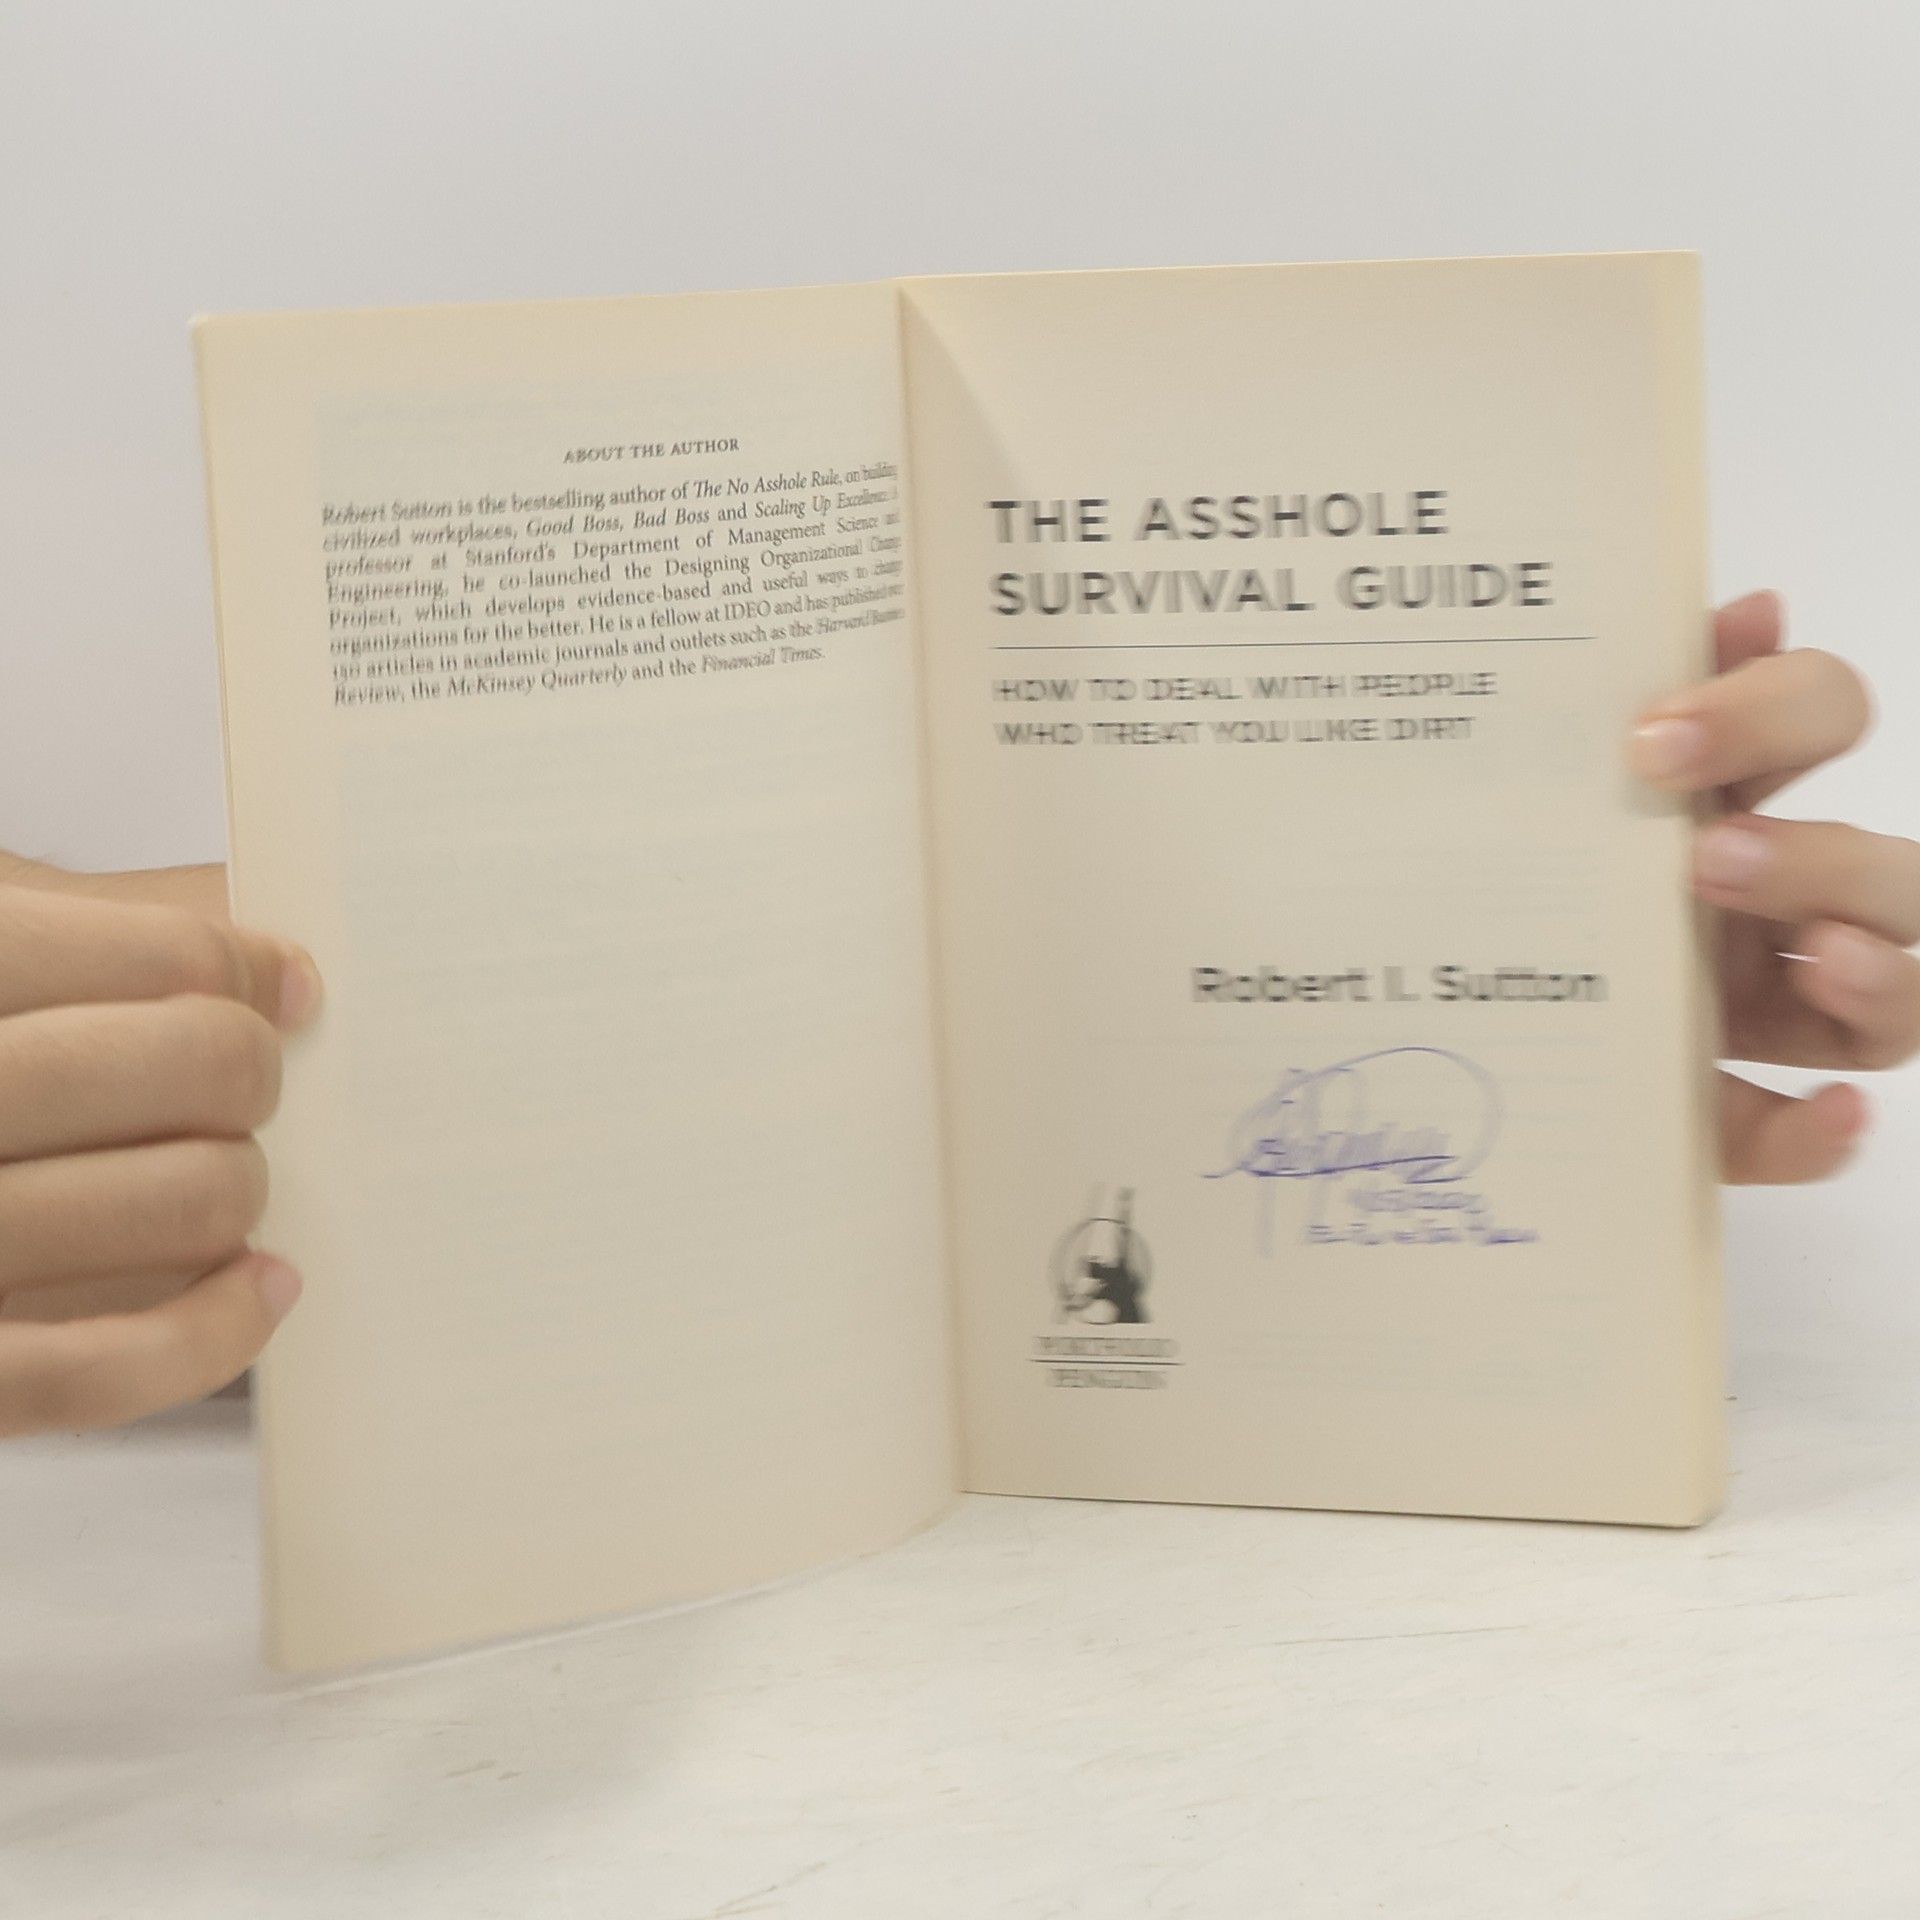 ABOUT THE AUTHOR
Robert Sutton is the bestselling author of The No Asshole Rule, on building
civilized workplaces, Good Boss, Bad Boss and Scaling Up Excellence. A
professor at Stanford's Department of Management Science and
Engineering, he co-launched the Designing Organizational Change
Project, which develops evidence-based and useful ways to change
organizations for the better. He is a fellow at IDEO and has published over
150 articles in academic journals and outlets such as the Harvard Business
Review, the McKinsey Quarterly and the Financial Times.
THE ASSHOLE
SURVIVAL GUIDE
HOW TO DEAL WITH PEOPLE
WHO TREAT YOU LIKE DIRT
Robert I. Sutton
PORTFOLIO
PENGUIN